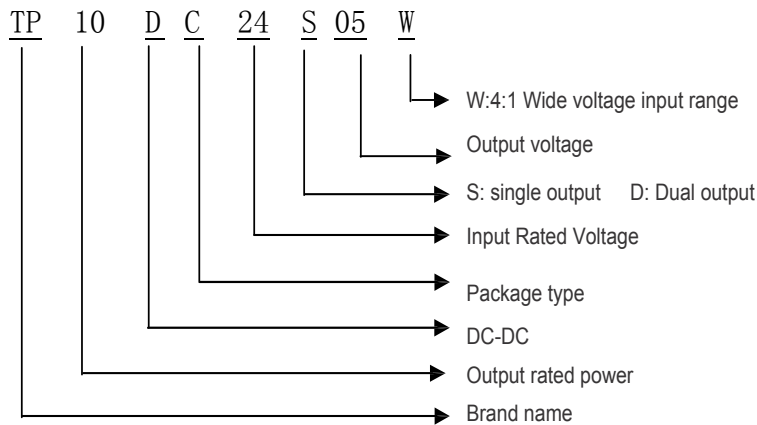 TP 10 D C 24 S 05 W
W:4:1 Wide voltage input range
Output voltage
S: single output D: Dual output
Input Rated Voltage
Package type
DC-DC
Output rated power
Brand name